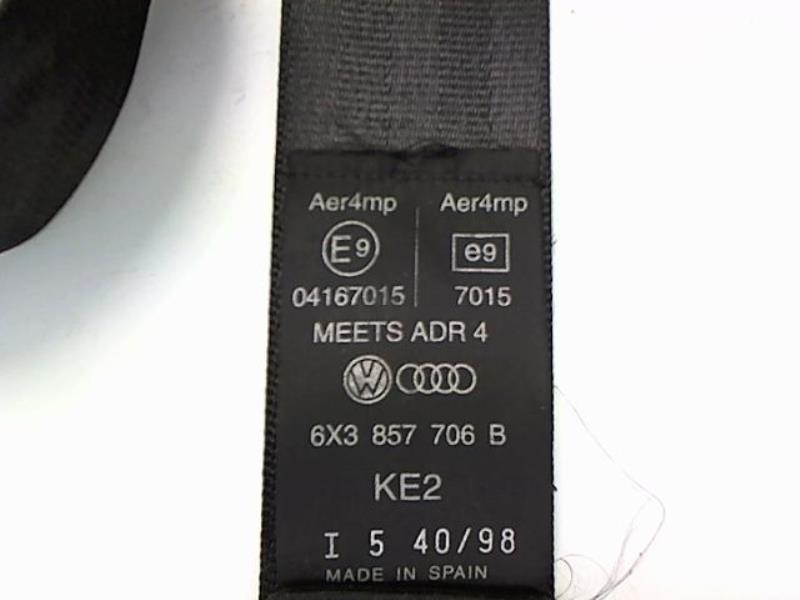 Aer4mp Aer4mp
E9 e9
04167015 7015
MEETS ADR 4
VW
6X3 857 706 B
KE2
I 5 40/98
MADE IN SPAIN